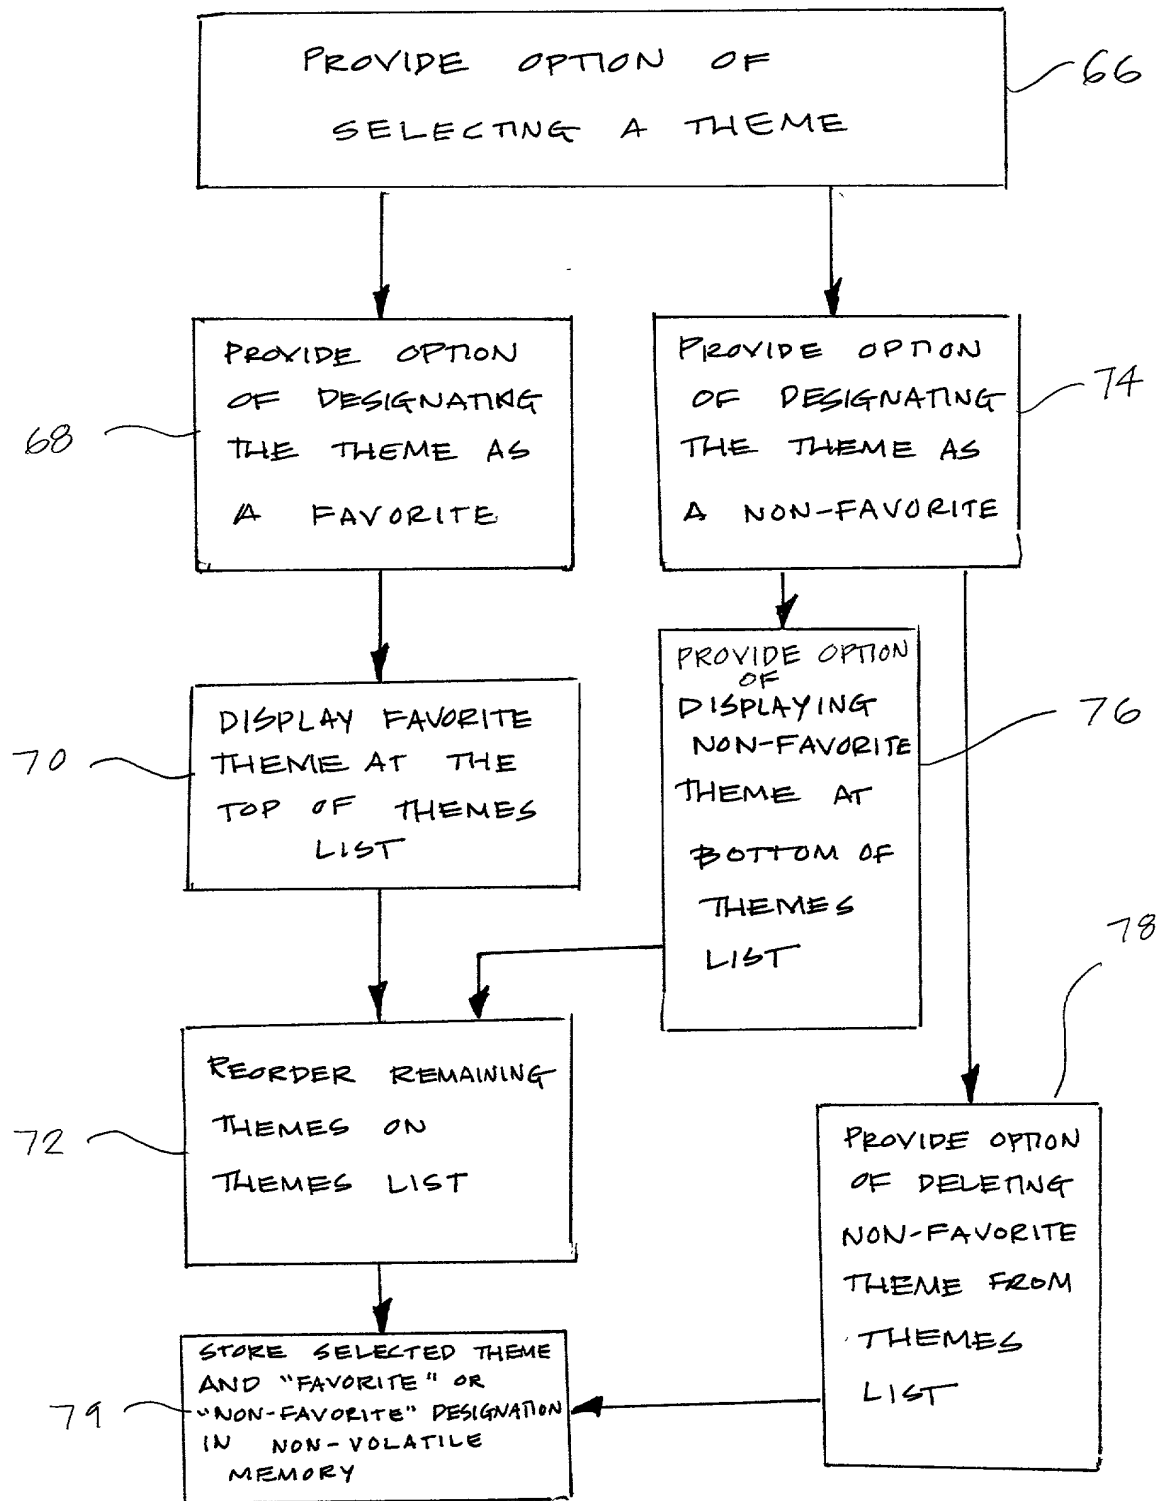 PROVIDE OPTION OF
SELECTING A THEME
66
PROVIDE OPTION
OF DESIGNATING
THE THEME AS
A FAVORITE
68
PROVIDE OPTION
OF DESIGNATING
THE THEME AS
A NON-FAVORITE
74
DISPLAY FAVORITE
THEME AT THE
TOP OF THEMES
LIST
70
PROVIDE OPTION
OF
DISPLAYING
NON-FAVORITE
THEME AT
BOTTOM OF
THEMES
LIST
76
REORDER REMAINING
THEMES ON
THEMES LIST
72
78
PROVIDE OPTION
OF DELETING
NON-FAVORITE
THEME FROM
THEMES
LIST
STORE SELECTED THEME
AND "FAVORITE" OR
"NON-FAVORITE" DESIGNATION
IN NON-VOLATILE
MEMORY
79